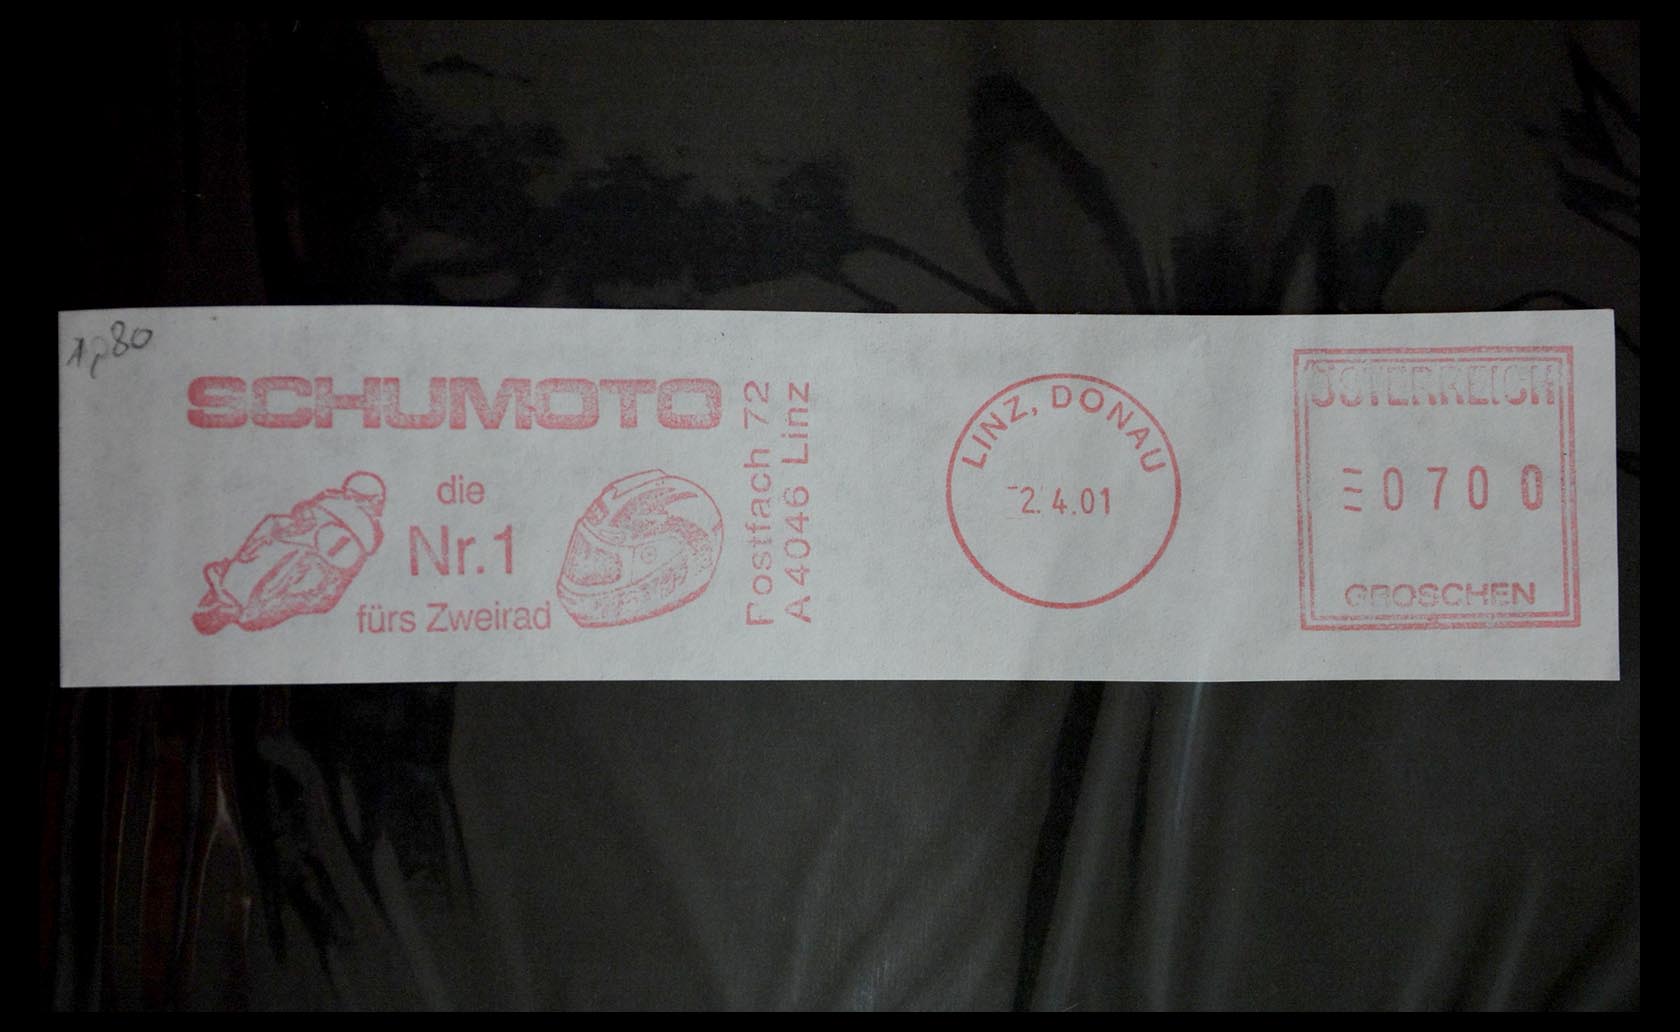 1,80
SCHUMOTO
die
Nr.1
fürs Zweirad
Postfach 72
A 4046 Linz
LINZ, DONAU
-2.4.01
ÖSTERREICH
0700
GROSCHEN